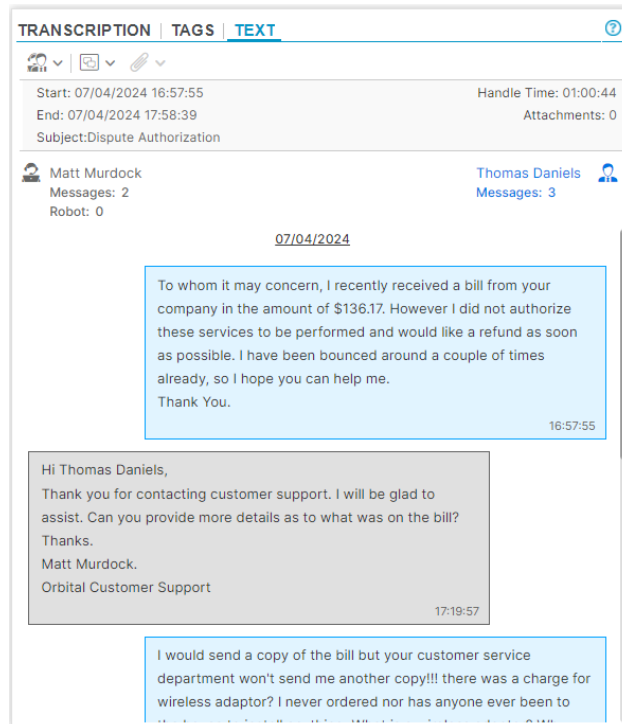 TRANSCRIPTION | TAGS | TEXT
Start: 07/04/2024 16:57:55
Handle Time: 01:00:44
End: 07/04/2024 17:58:39
Attachments: 0
Subject:Dispute Authorization
Matt Murdock
Thomas Daniels
Messages: 2
Messages: 3
Robot: 0
07/04/2024
To whom it may concern, I recently received a bill from your
company in the amount of $136.17. However I did not authorize
these services to be performed and would like a refund as soon
as possible. I have been bounced around a couple of times
already, so I hope you can help me.
Thank You.
16:57:55
Hi Thomas Daniels,
Thank you for contacting customer support. I will be glad to
assist. Can you provide more details as to what was on the bill?
Thanks.
Matt Murdock.
Orbital Customer Support
17:19:57
I would send a copy of the bill but your customer service
department won't send me another copy!!! there was a charge for
wireless adaptor? I never ordered nor has anyone ever been to